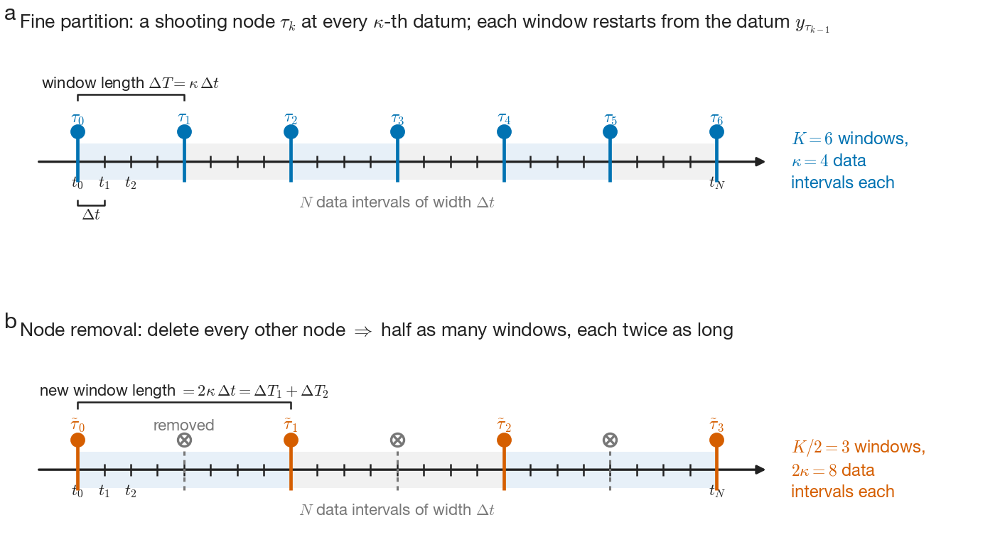 a
Fine partition: a shooting node τ_k at every κ-th datum; each window restarts from the datum y_{τ_{k−1}}
window length ΔT = κ Δt
τ_0 τ_1 τ_2 τ_3 τ_4 τ_5 τ_6
K = 6 windows,
κ = 4 data
intervals each
t_0 t_1 t_2 t_N
N data intervals of width Δt
Δt
b
Node removal: delete every other node ⇒ half as many windows, each twice as long
new window length = 2κ Δt = ΔT_1 + ΔT_2
τ̃_0 removed τ̃_1 τ̃_2 τ̃_3
K/2 = 3 windows,
2κ = 8 data
intervals each
t_0 t_1 t_2 t_N
N data intervals of width Δt